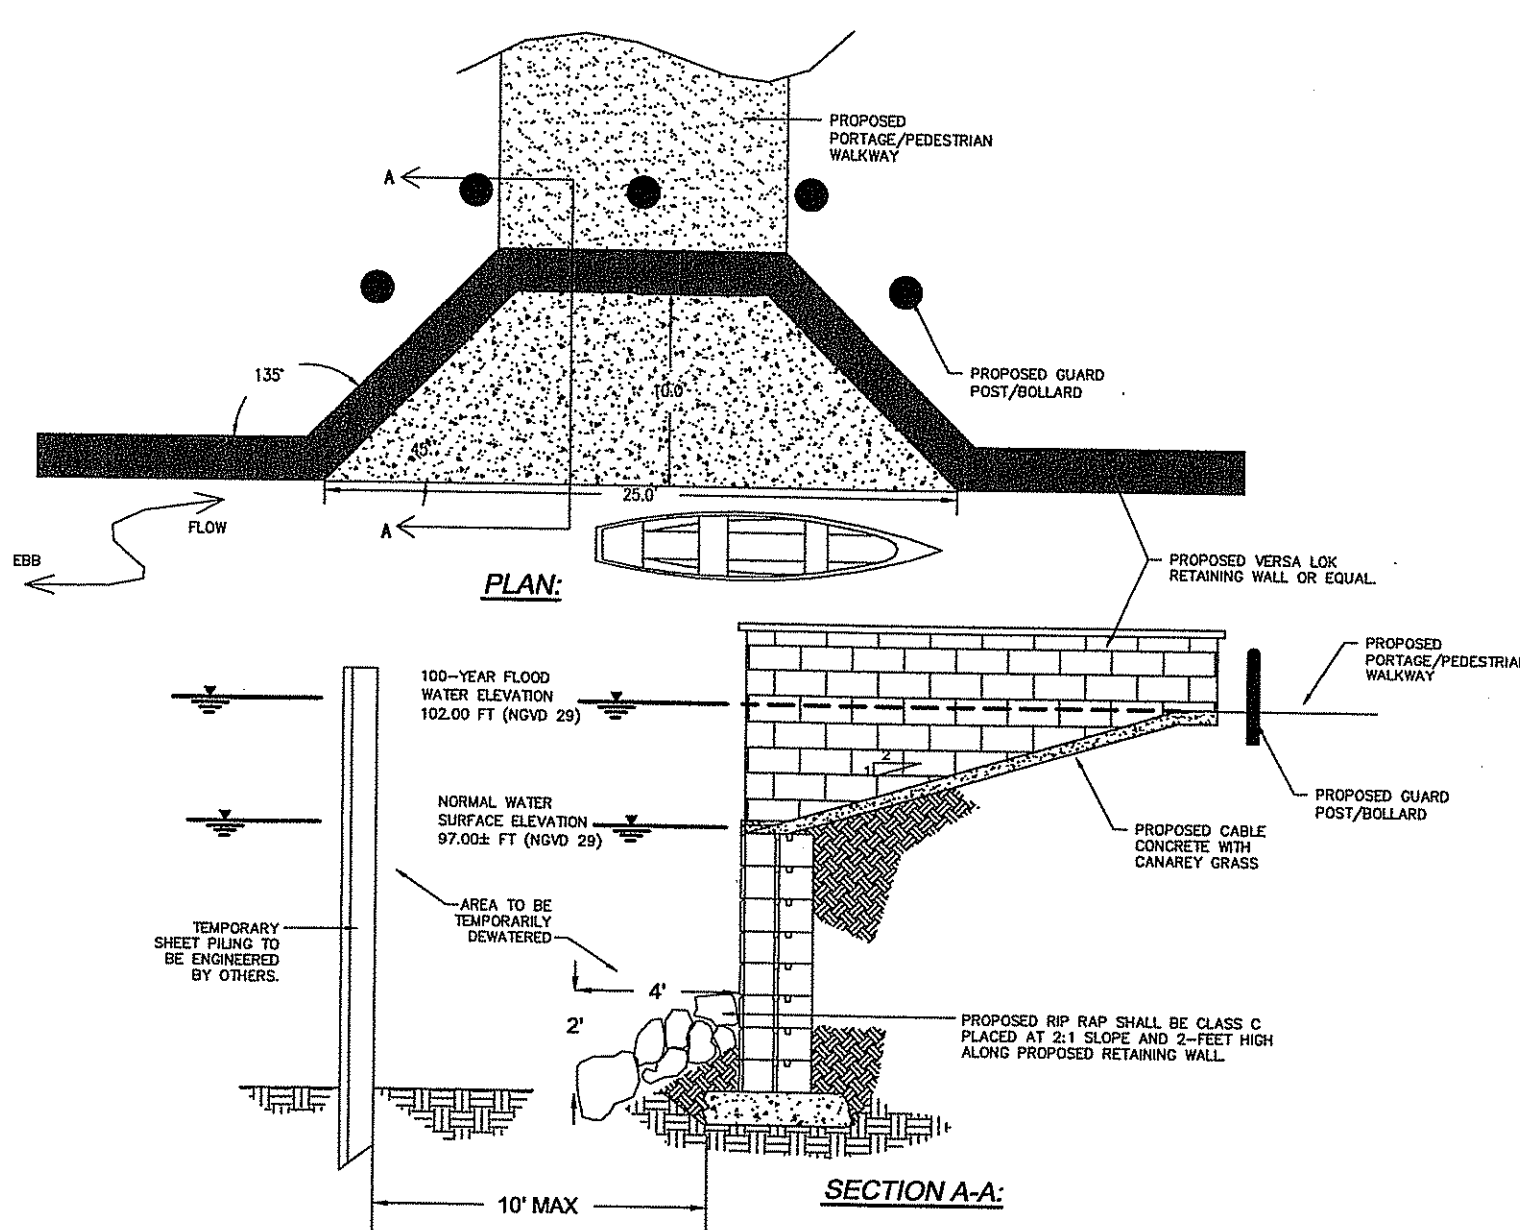 PROPOSED
PORTAGE/PEDESTRIAN
WALKWAY
A
135°
10.0'
PROPOSED GUARD
POST/BOLLARD
45°
25.0'
FLOW
A
EBB
PLAN:
PROPOSED VERSA LOK
RETAINING WALL OR EQUAL.
PROPOSED
PORTAGE/PEDESTRIAN
WALKWAY
100-YEAR FLOOD
WATER ELEVATION
102.00 FT (NGVD 29)
2
1
NORMAL WATER
SURFACE ELEVATION
97.00± FT (NGVD 29)
PROPOSED GUARD
POST/BOLLARD
PROPOSED CABLE
CONCRETE WITH
CANAREY GRASS
AREA TO BE
TEMPORARILY
DEWATERED
TEMPORARY
SHEET PILING TO
BE ENGINEERED
BY OTHERS.
4'
2'
PROPOSED RIP RAP SHALL BE CLASS C
PLACED AT 2:1 SLOPE AND 2-FEET HIGH
ALONG PROPOSED RETAINING WALL
10' MAX
SECTION A-A: